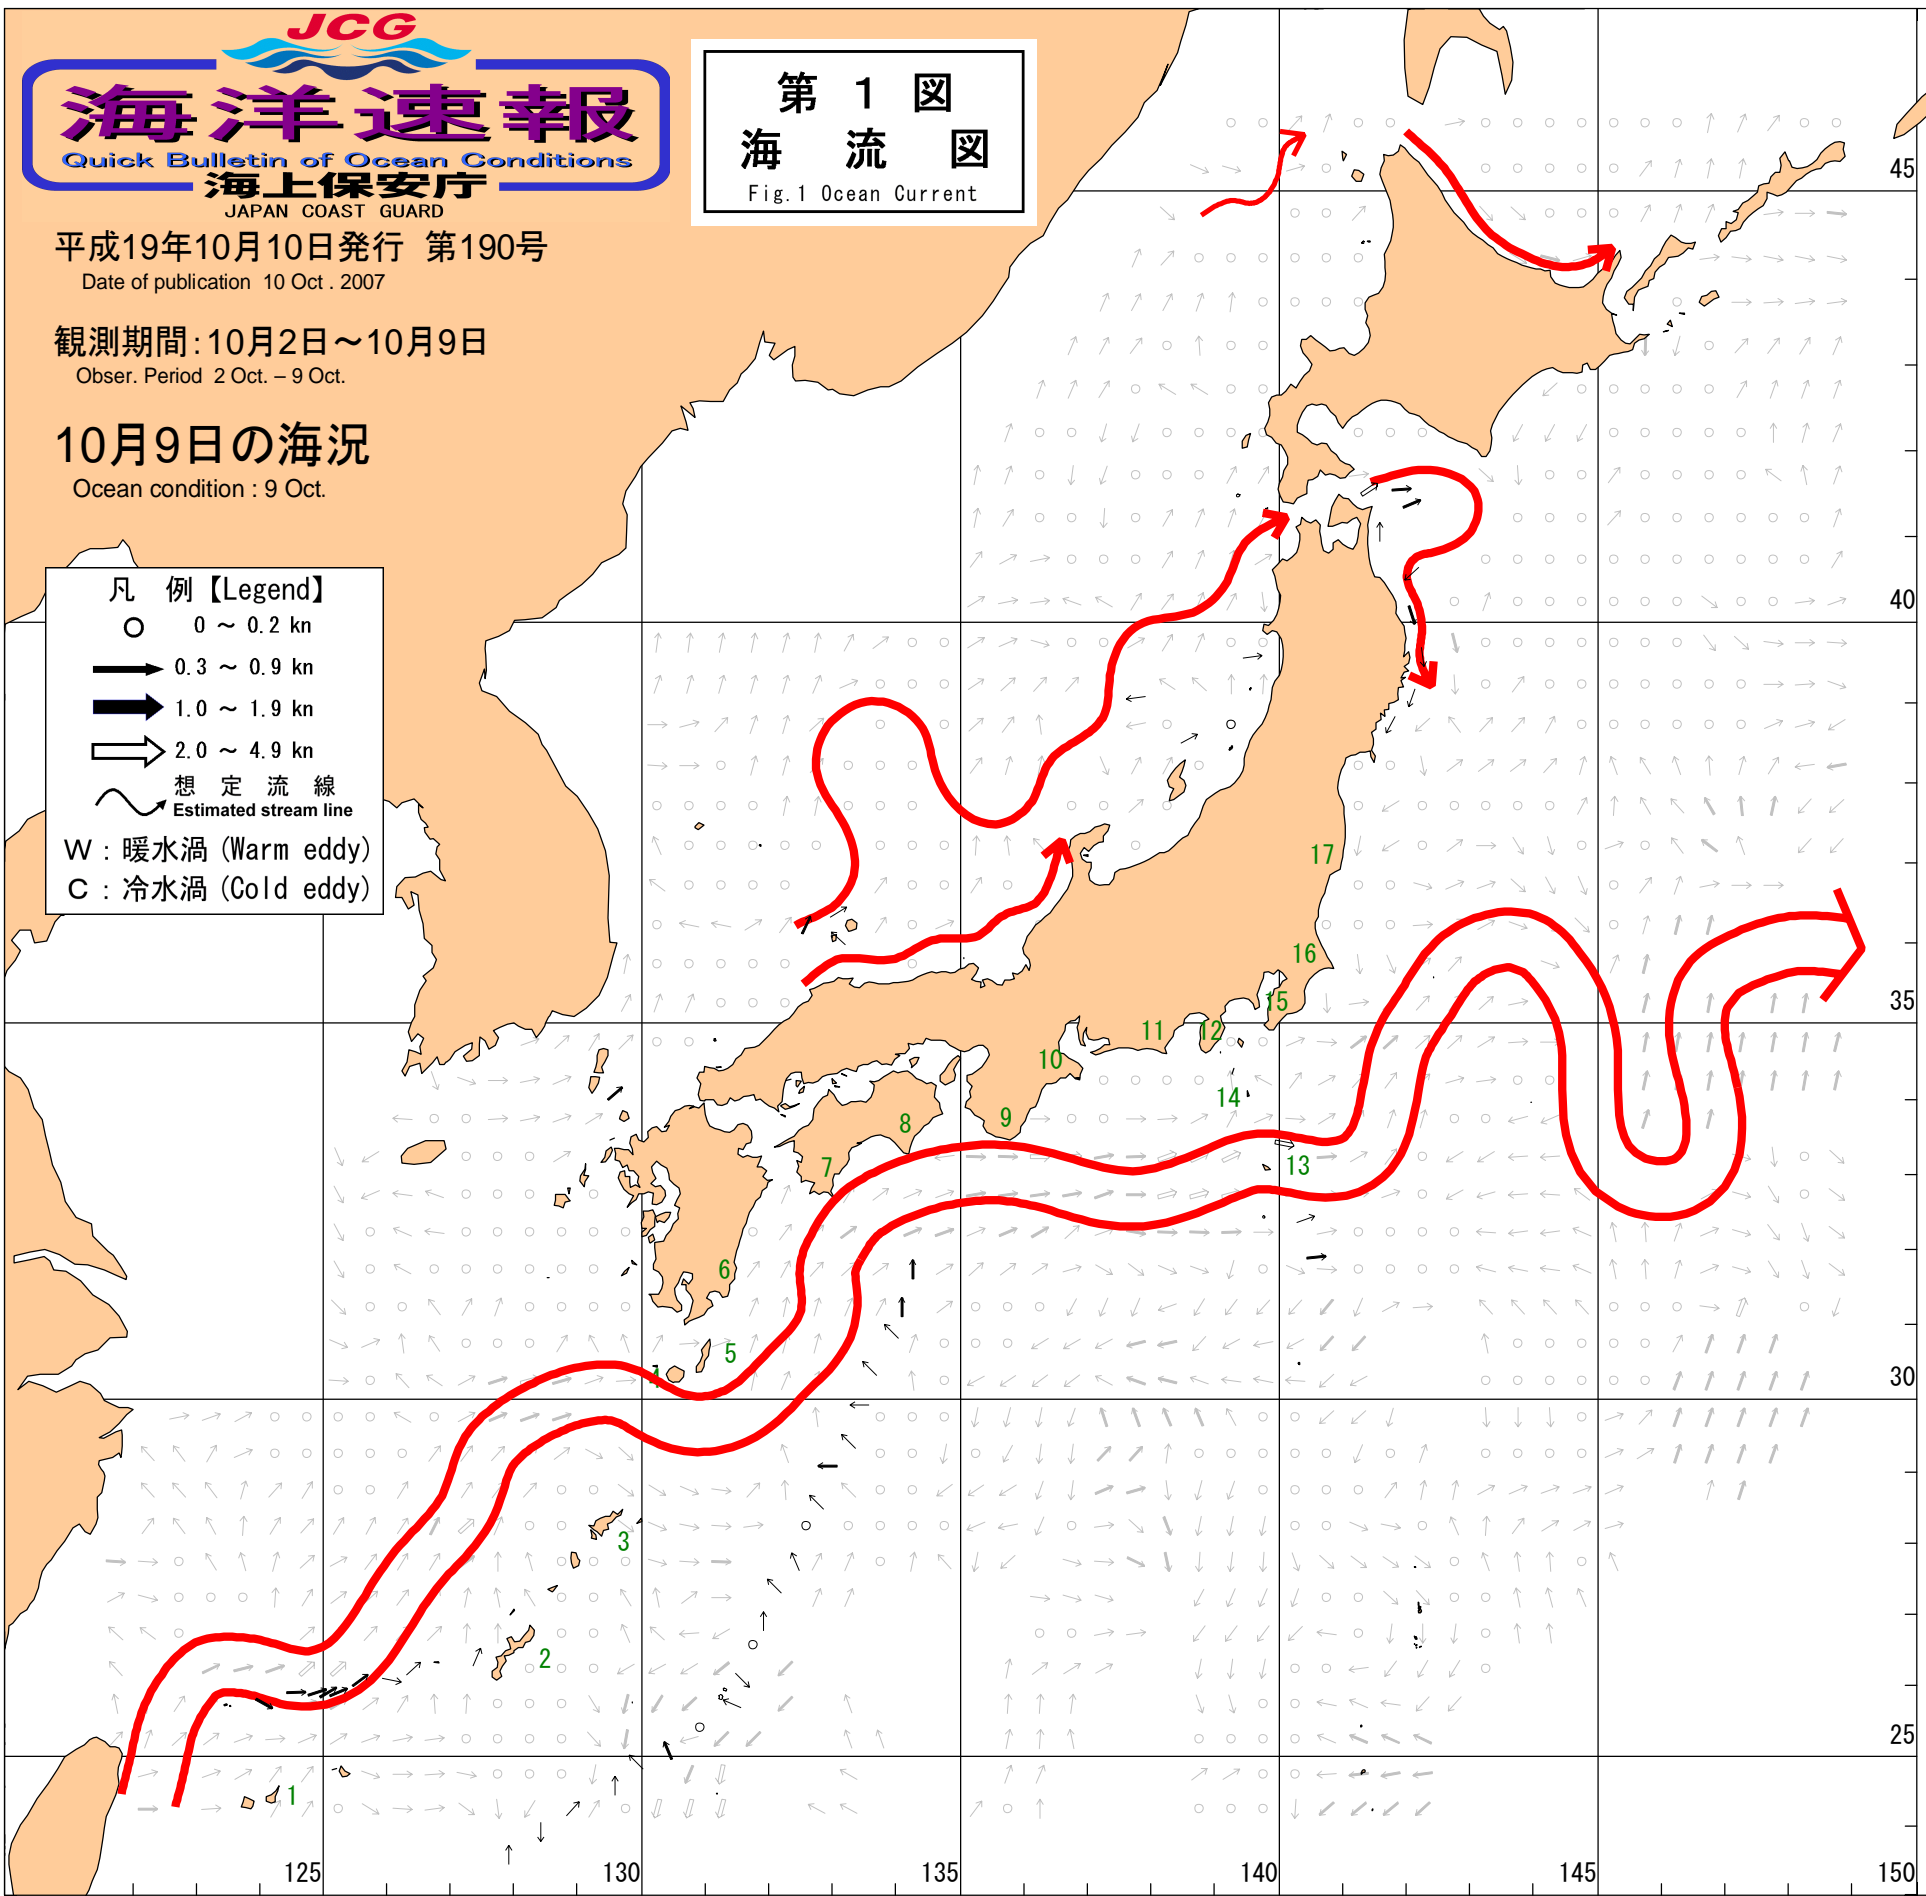 JCG
海洋速報
Quick Bulletin of Ocean Conditions
海上保安庁
JAPAN COAST GUARD
平成19年10月10日発行 第190号
Date of publication 10 Oct . 2007
観測期間：10月2日～10月9日
Obser. Period 2 Oct. – 9 Oct.
10月9日の海況
Ocean condition : 9 Oct.
第 1 図
海 流 図
Fig.1 Ocean Current
凡 例【Legend】
0 ～ 0.2 kn
0.3 ～ 0.9 kn
1.0 ～ 1.9 kn
2.0 ～ 4.9 kn
想 定 流 線
Estimated stream line
W : 暖水渦 (Warm eddy)
C : 冷水渦 (Cold eddy)
45
40
17
16
35
15
12
11
10
14
9
8
13
7
6
5
4
30
3
2
25
1
125
130
135
140
145
150